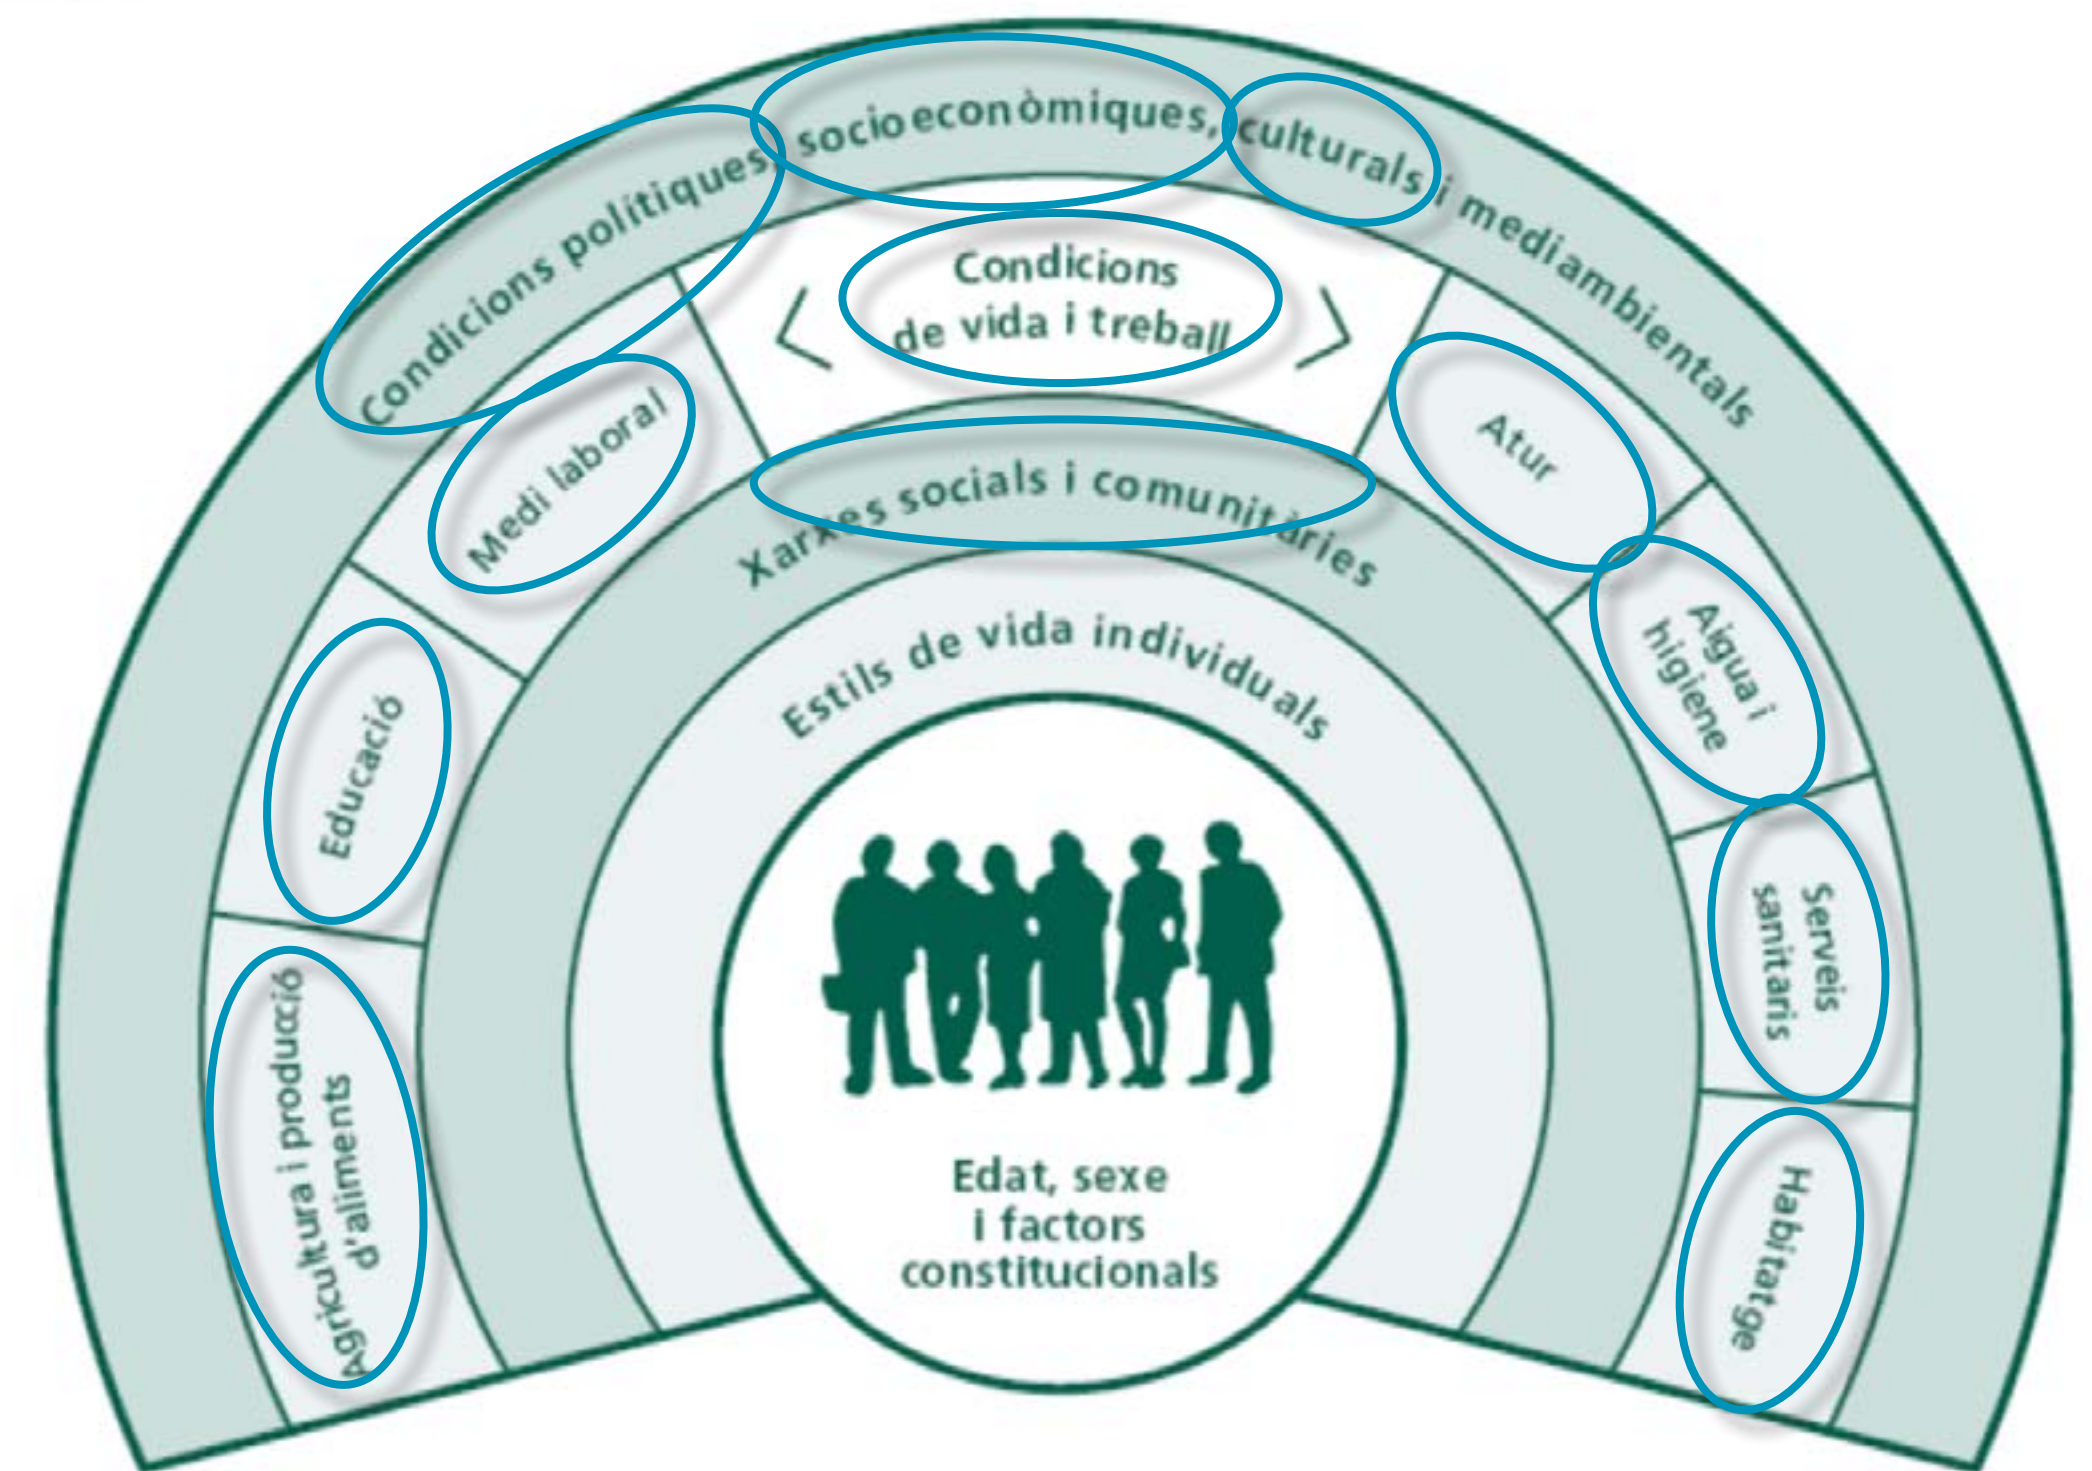 Condicions polítiques, socioeconòmiques, culturals i mediambientals
Condicions
de vida i treball
Agricultura i producció
d'aliments
Educació
Medi laboral
Atur
Aigua i
higiene
Serveis
sanitaris
Habitatge
Xarxes socials i comunitàries
Estils de vida individuals
Edat, sexe
i factors
constitucionals